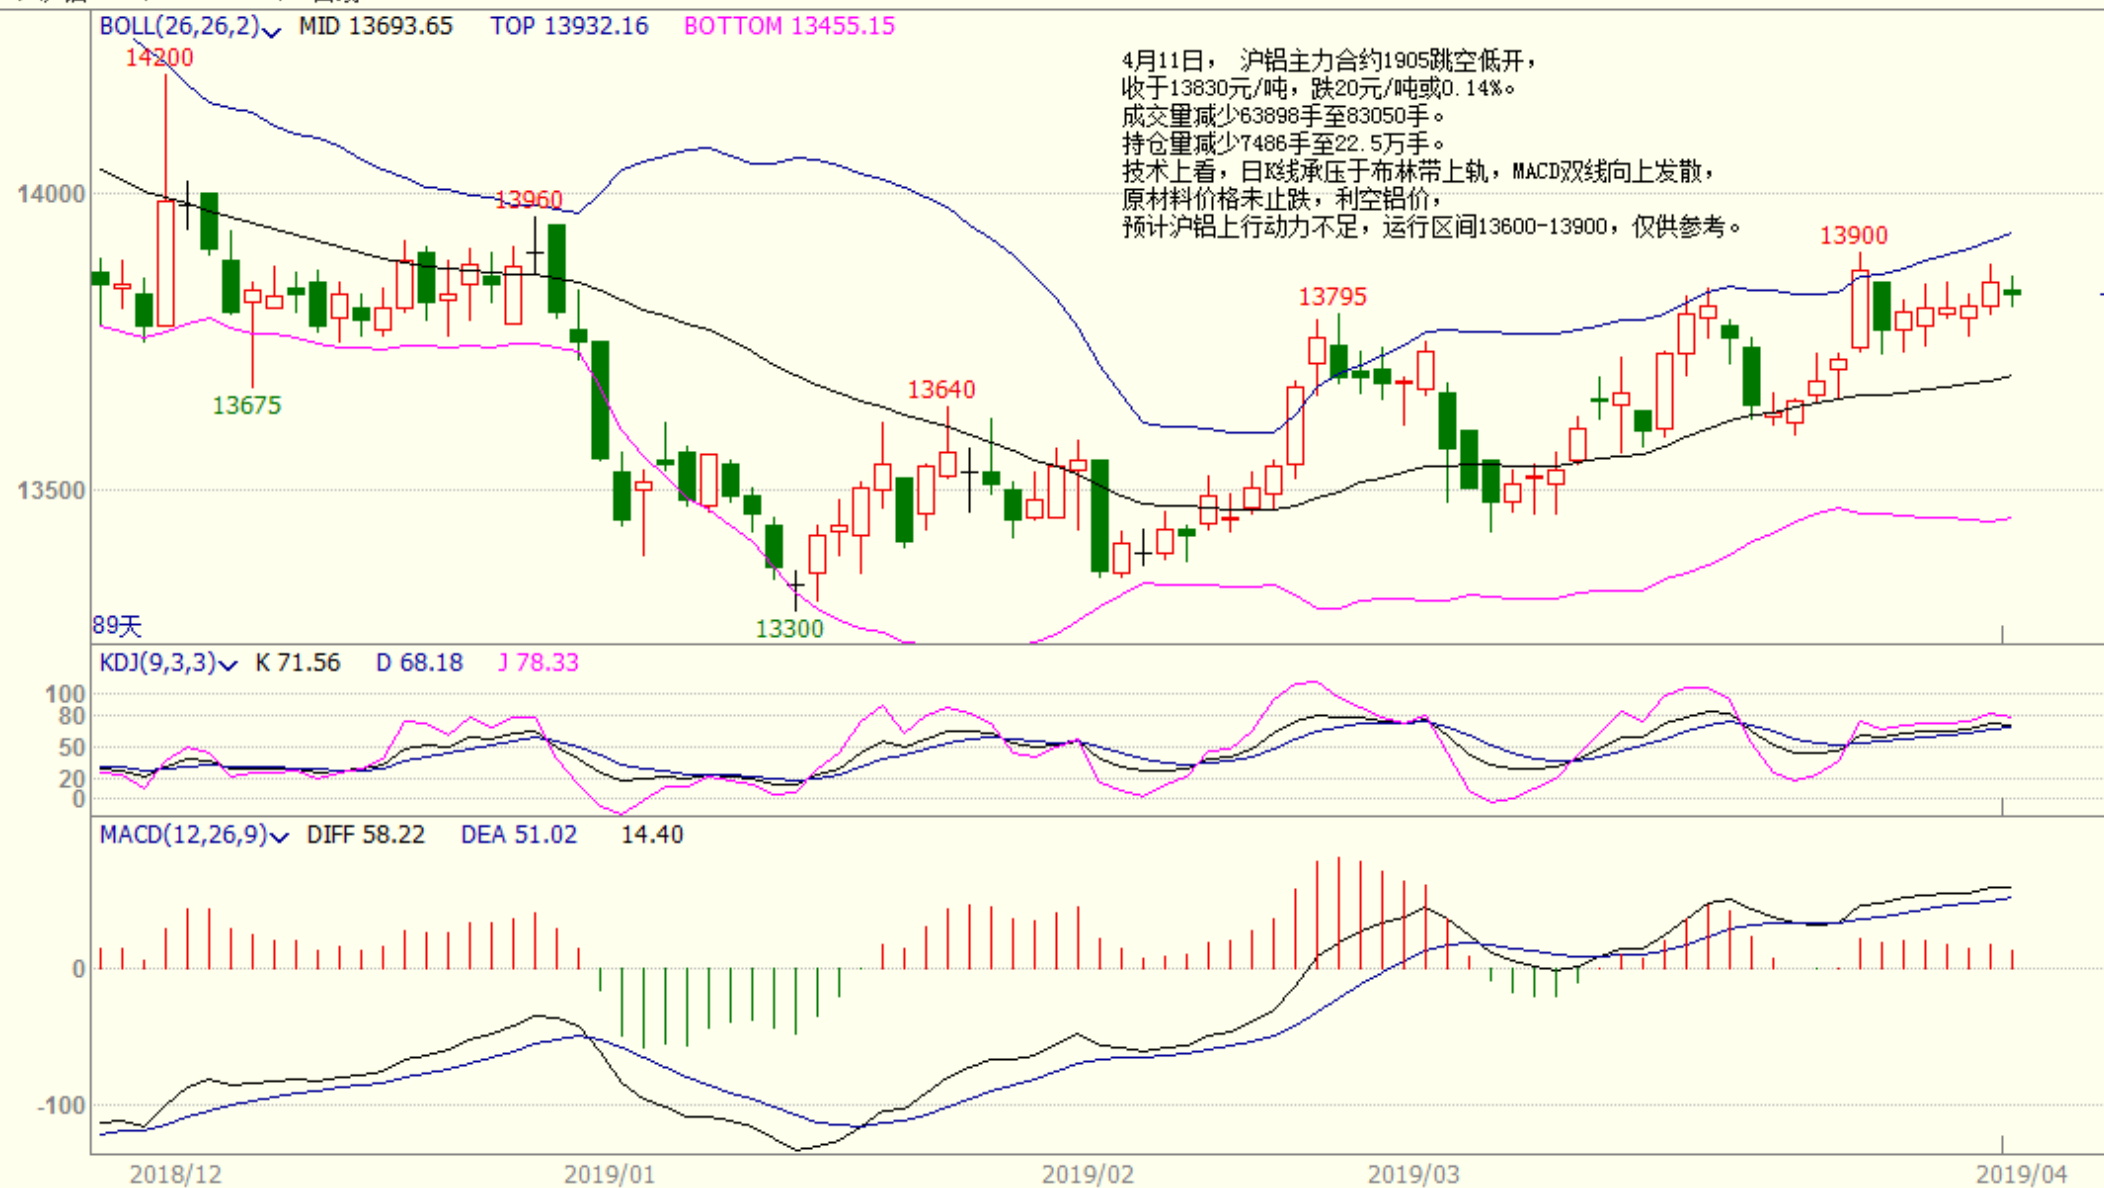 BOLL(26,26,2) MID 13693.65 TOP 13932.16 BOTTOM 13455.15
14200
4月11日， 沪铝主力合约1905跳空低开，
收于13830元/吨，跌20元/吨或0.14%。
成交量减少63898手至83050手。
持仓量减少7486手至22.5万手。
技术上看，日K线承压于布林带上轨，MACD双线向上发散，
原材料价格未止跌，利空铝价，
预计沪铝上行动力不足，运行区间13600-13900，仅供参考。
14000
13960
13900
13795
13675
13640
13500
13300
89天
KDJ(9,3,3) K 71.56 D 68.18 J 78.33
100
80
50
20
0
MACD(12,26,9) DIFF 58.22 DEA 51.02 14.40
0
-100
2018/12 2019/01 2019/02 2019/03 2019/04